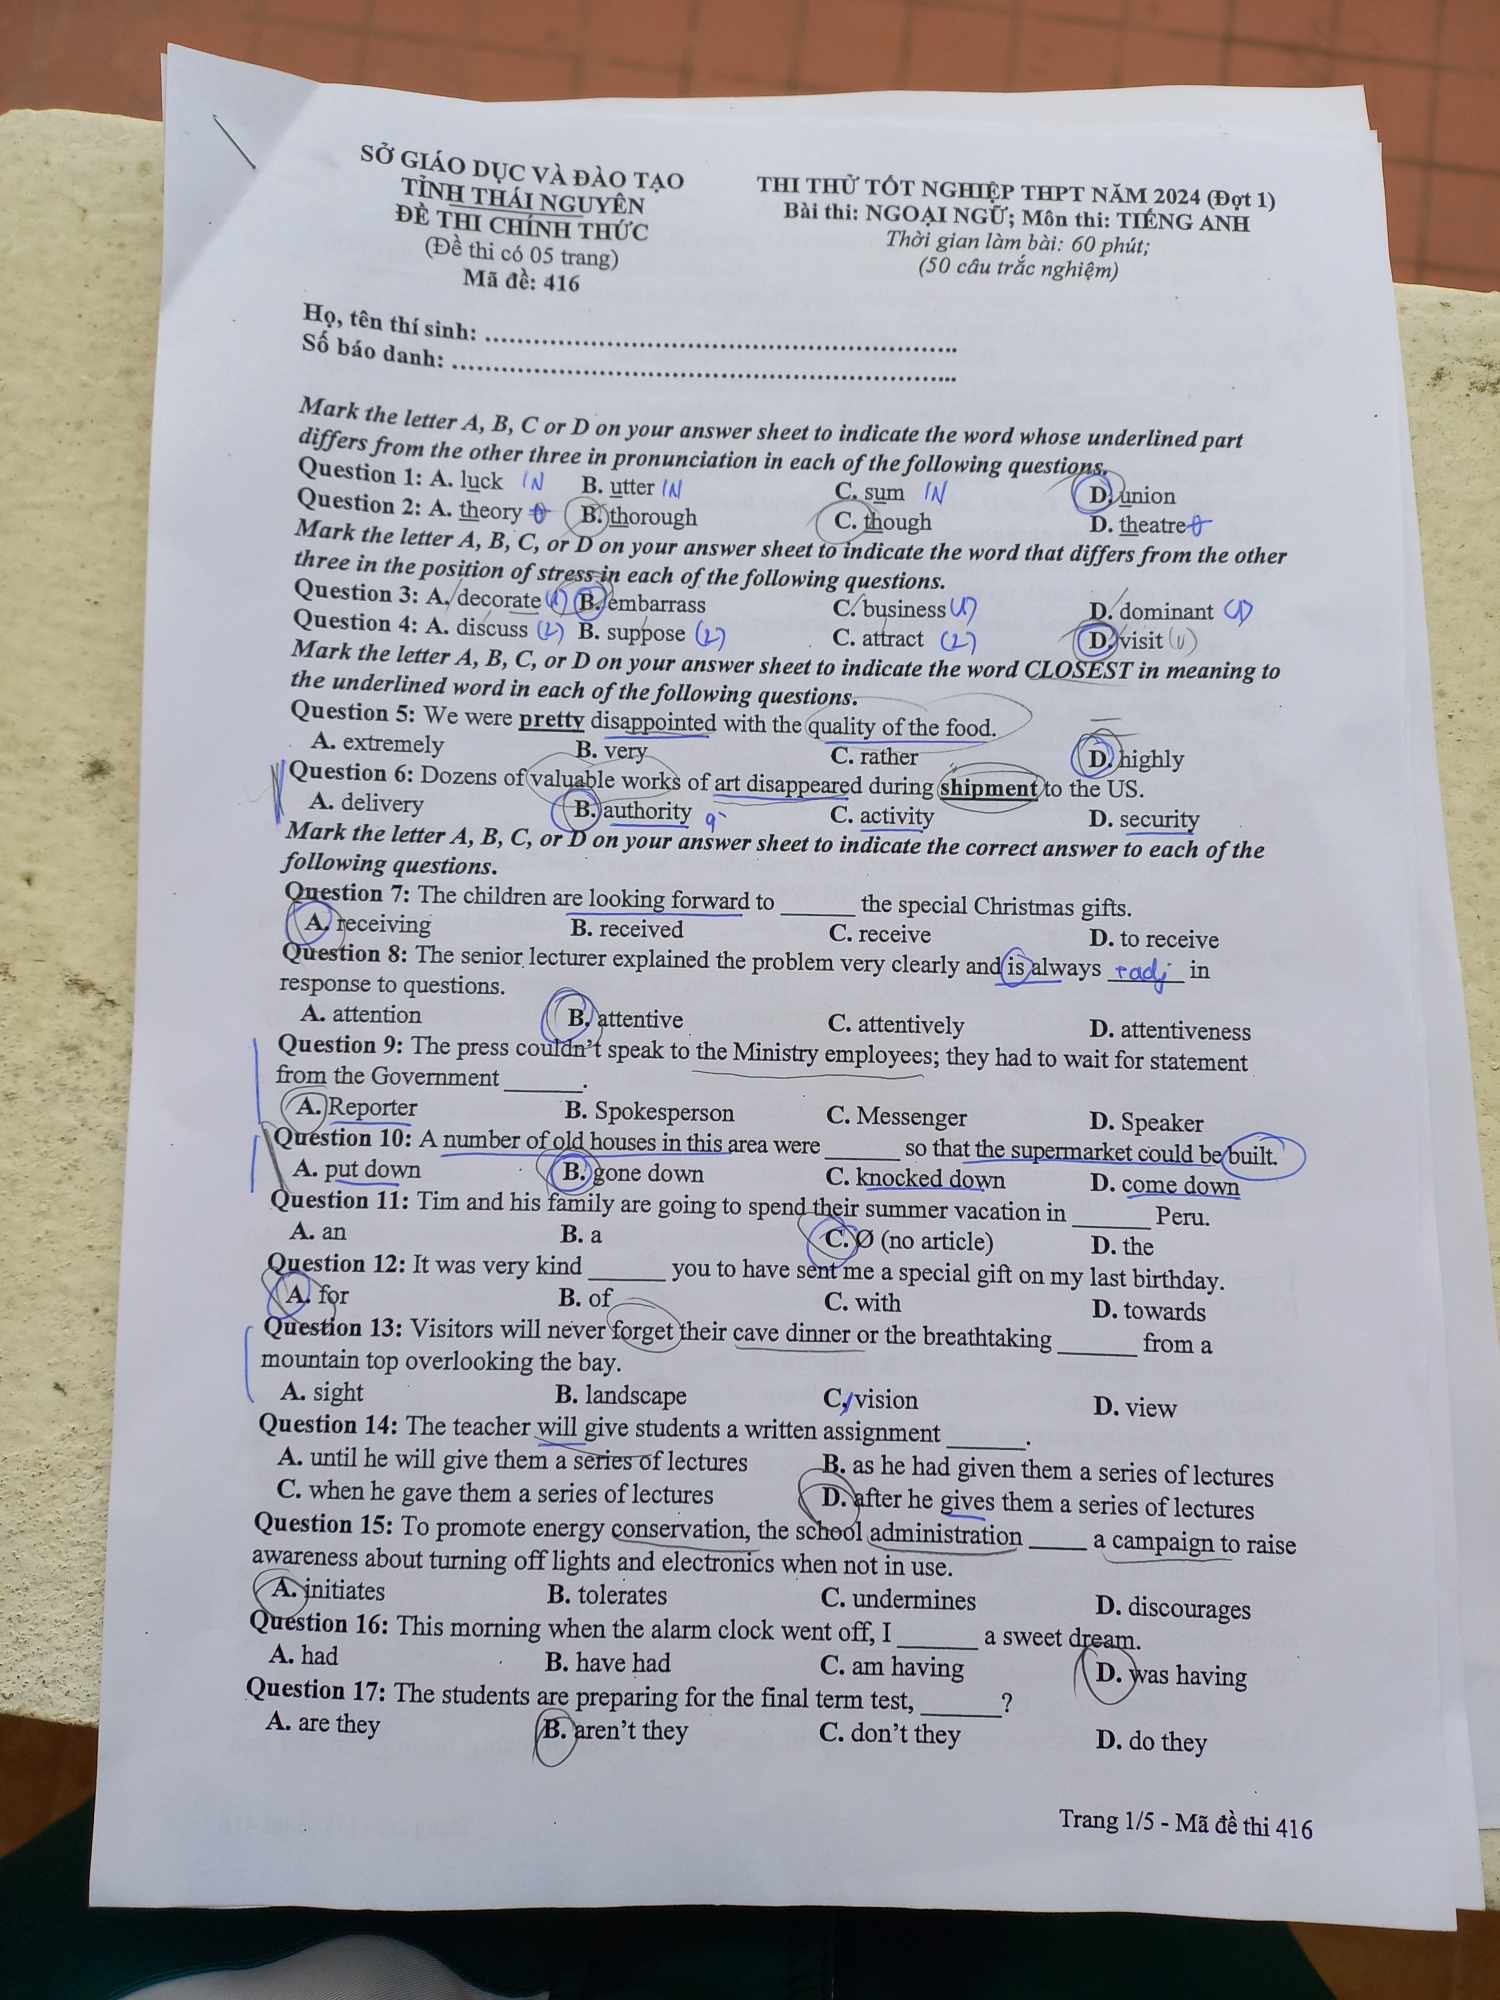 SỞ GIÁO DỤC VÀ ĐÀO TẠO
TỈNH THÁI NGUYÊN
ĐỀ THI CHÍNH THỨC
(Đề thi có 05 trang)
Mã đề: 416
THI THỬ TỐT NGHIỆP THPT NĂM 2024 (Đợt 1)
Bài thi: NGOẠI NGỮ; Môn thi: TIẾNG ANH
Thời gian làm bài: 60 phút;
(50 câu trắc nghiệm)
Họ, tên thí sinh: ..........................................................
Số báo danh: ..............................................................
Mark the letter A, B, C or D on your answer sheet to indicate the word whose underlined part
differs from the other three in pronunciation in each of the following questions.
Question 1: A. luck /ʌ/ B. utter /ʌ/ C. sum /ʌ/ D. union
Question 2: A. theory θ B. thorough C. though D. theatre θ
Mark the letter A, B, C, or D on your answer sheet to indicate the word that differs from the other
three in the position of stress in each of the following questions.
Question 3: A. decorate (1) B. embarrass C. business (1) D. dominant (1)
Question 4: A. discuss (2) B. suppose (2) C. attract (2) D. visit (1)
Mark the letter A, B, C, or D on your answer sheet to indicate the word CLOSEST in meaning to
the underlined word in each of the following questions.
Question 5: We were pretty disappointed with the quality of the food.
A. extremely B. very C. rather D. highly
Question 6: Dozens of valuable works of art disappeared during shipment to the US.
A. delivery B. authority C. activity D. security
Mark the letter A, B, C, or D on your answer sheet to indicate the correct answer to each of the
following questions.
Question 7: The children are looking forward to ______ the special Christmas gifts.
A. receiving B. received C. receive D. to receive
Question 8: The senior lecturer explained the problem very clearly and is always +adj in
response to questions.
A. attention B. attentive C. attentively D. attentiveness
Question 9: The press couldn't speak to the Ministry employees; they had to wait for statement
from the Government ______.
A. Reporter B. Spokesperson C. Messenger D. Speaker
Question 10: A number of old houses in this area were ______ so that the supermarket could be built.
A. put down B. gone down C. knocked down D. come down
Question 11: Tim and his family are going to spend their summer vacation in ______ Peru.
A. an B. a C. Ø (no article) D. the
Question 12: It was very kind ______ you to have sent me a special gift on my last birthday.
A. for B. of C. with D. towards
Question 13: Visitors will never forget their cave dinner or the breathtaking ______ from a
mountain top overlooking the bay.
A. sight B. landscape C. vision D. view
Question 14: The teacher will give students a written assignment ______.
A. until he will give them a series of lectures B. as he had given them a series of lectures
C. when he gave them a series of lectures D. after he gives them a series of lectures
Question 15: To promote energy conservation, the school administration ____ a campaign to raise
awareness about turning off lights and electronics when not in use.
A. initiates B. tolerates C. undermines D. discourages
Question 16: This morning when the alarm clock went off, I ______ a sweet dream.
A. had B. have had C. am having D. was having
Question 17: The students are preparing for the final term test, ______?
A. are they B. aren't they C. don't they D. do they
Trang 1/5 - Mã đề thi 416